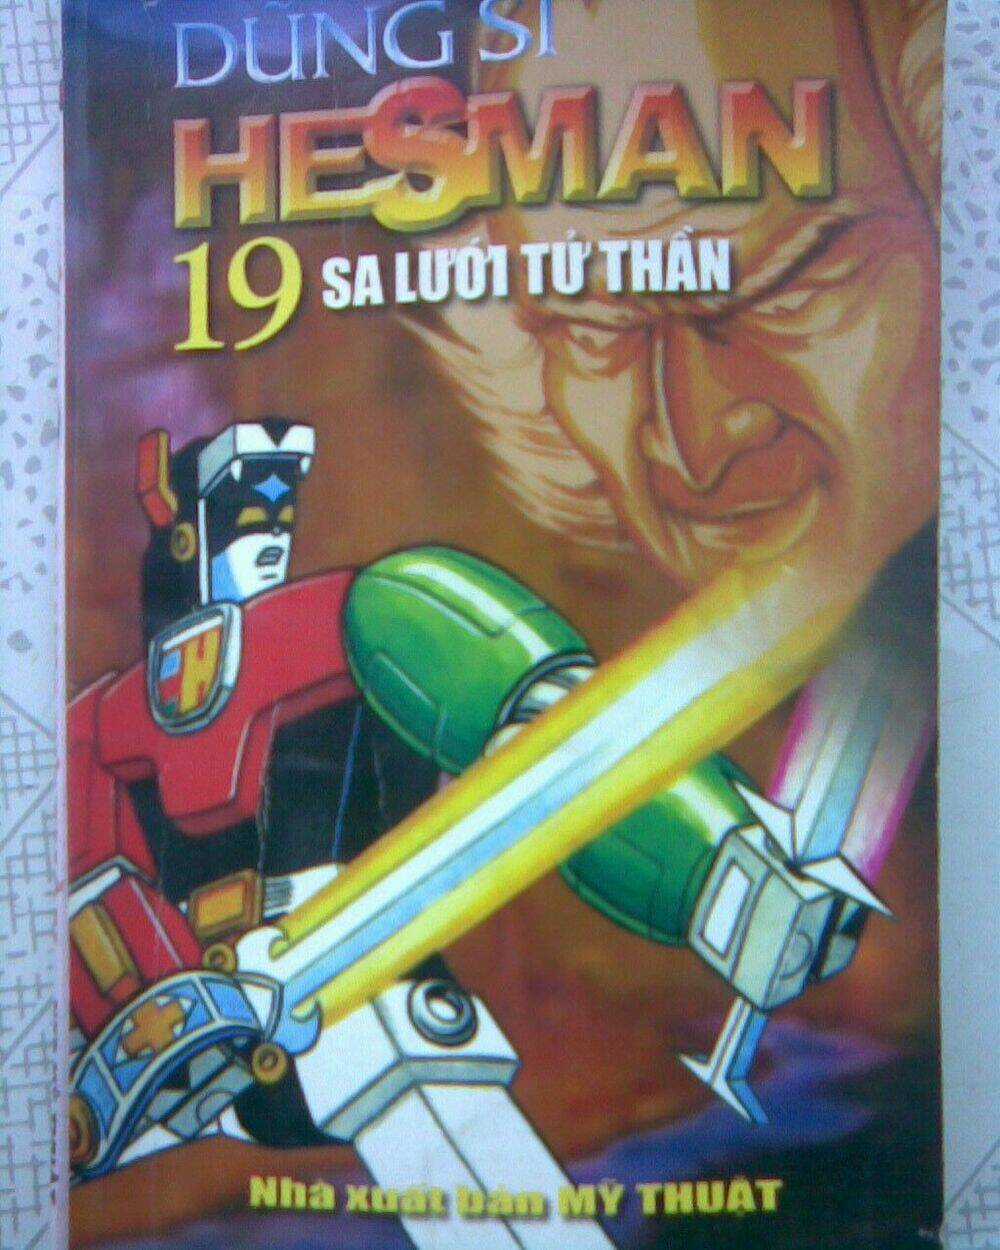 DŨNG SĨ
HESMAN
19 SA LƯỚI TỬ THẦN
H
Nhà xuất bản MỸ THUẬT